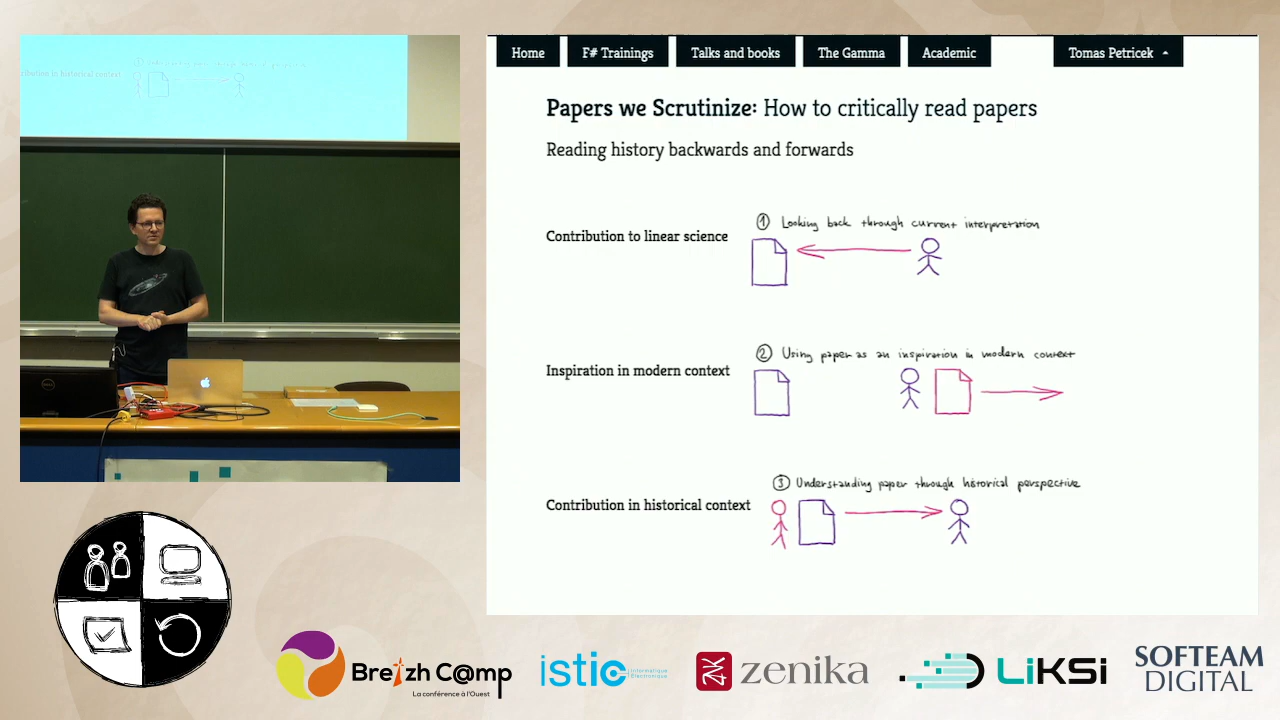 Home
F# Trainings
Talks and books
The Gamma
Academic
Tomas Petricek
Papers we Scrutinize: How to critically read papers
Reading history backwards and forwards
Contribution to linear science
① Looking back through current interpretation
Inspiration in modern context
② Using paper as an inspiration in modern context
Contribution in historical context
③ Understanding paper through historical perspective
Breizh C@mp
La conférence à l'Ouest
istic Informatique Électronique
zenika
LiKSi
SOFTEAM
DIGITAL